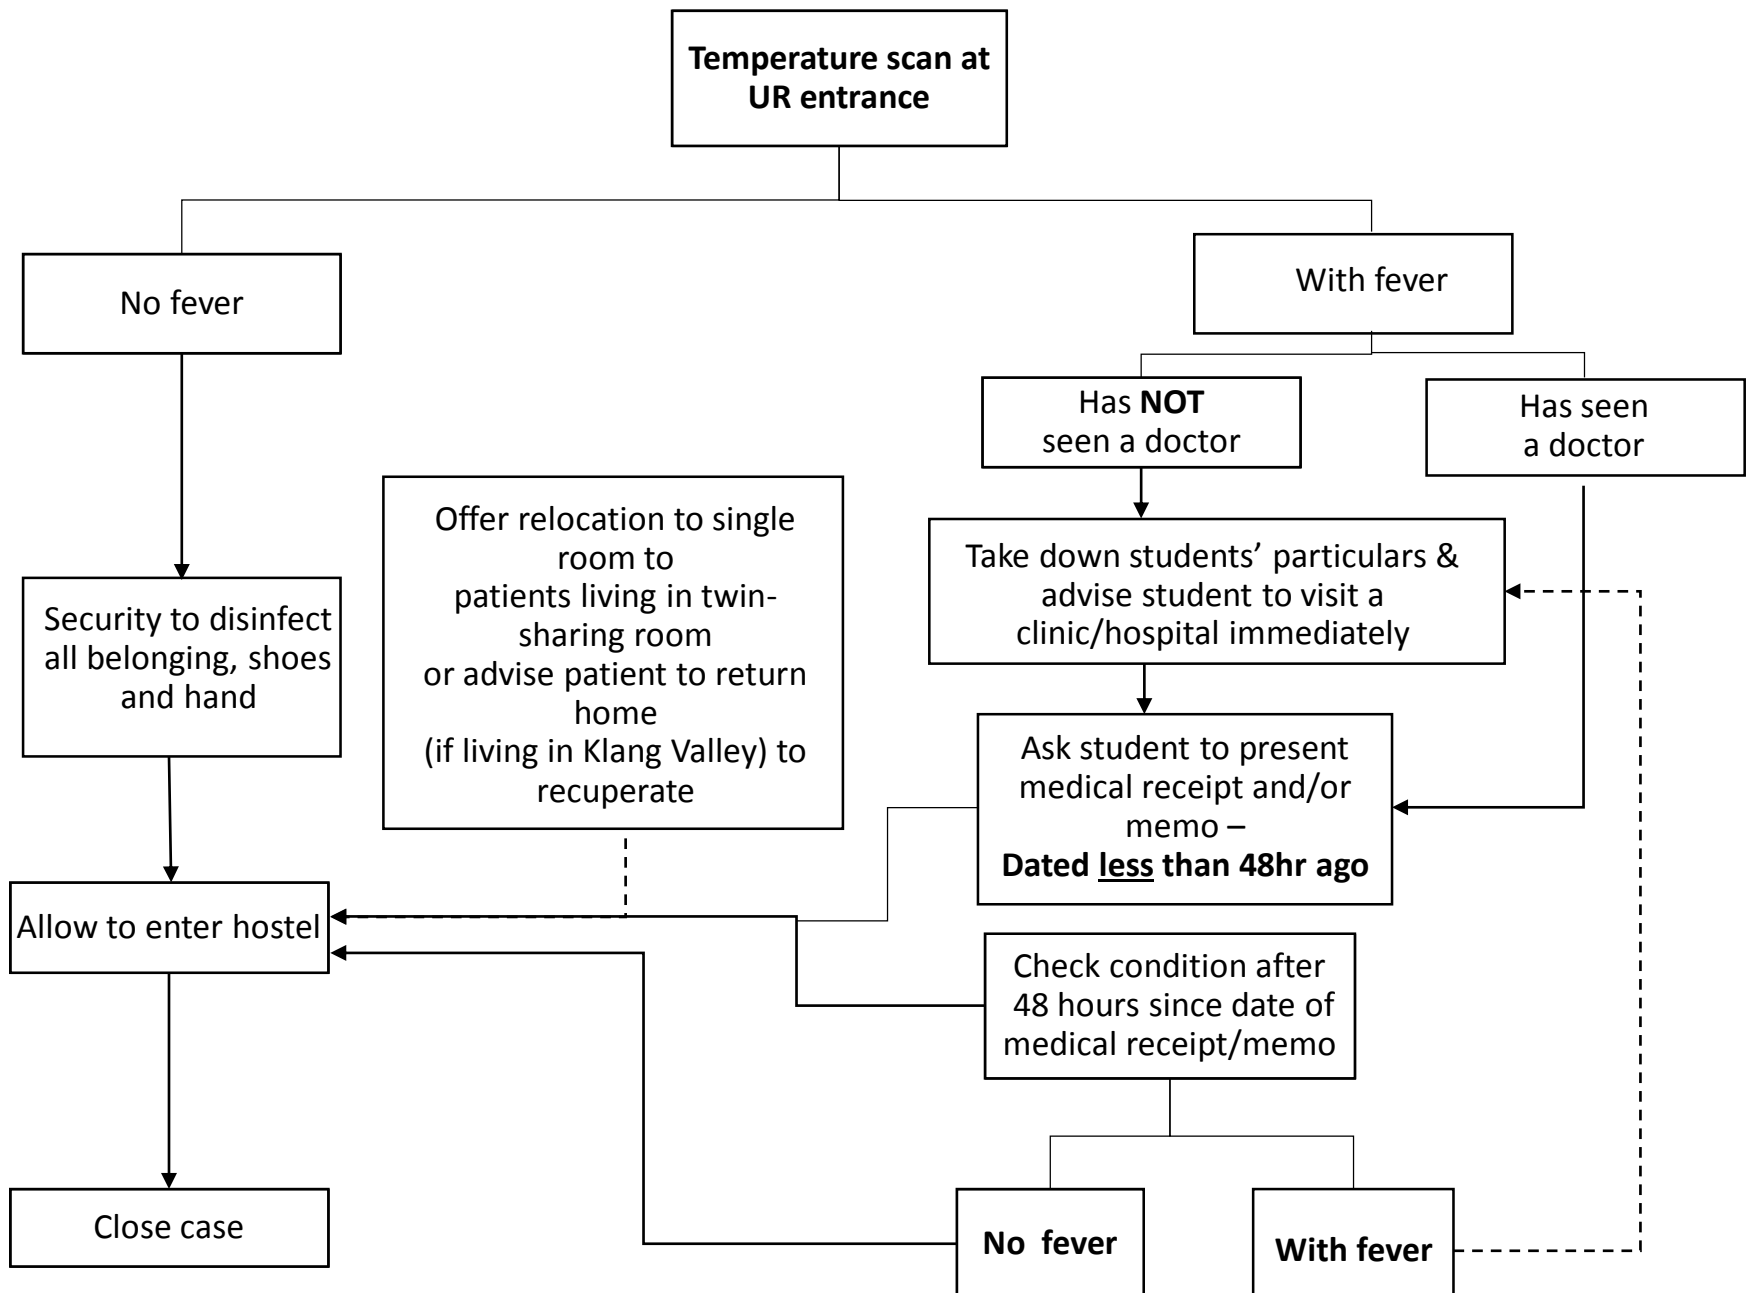 Temperature scan at
UR entrance
No fever
With fever
Has NOT
seen a doctor
Has seen
a doctor
Offer relocation to single
room to
patients living in twin-
sharing room
or advise patient to return
home
(if living in Klang Valley) to
recuperate
Take down students’ particulars &
advise student to visit a
clinic/hospital immediately
Security to disinfect
all belonging, shoes
and hand
Ask student to present
medical receipt and/or
memo –
Dated less than 48hr ago
Allow to enter hostel
Check condition after
48 hours since date of
medical receipt/memo
Close case
No fever
With fever